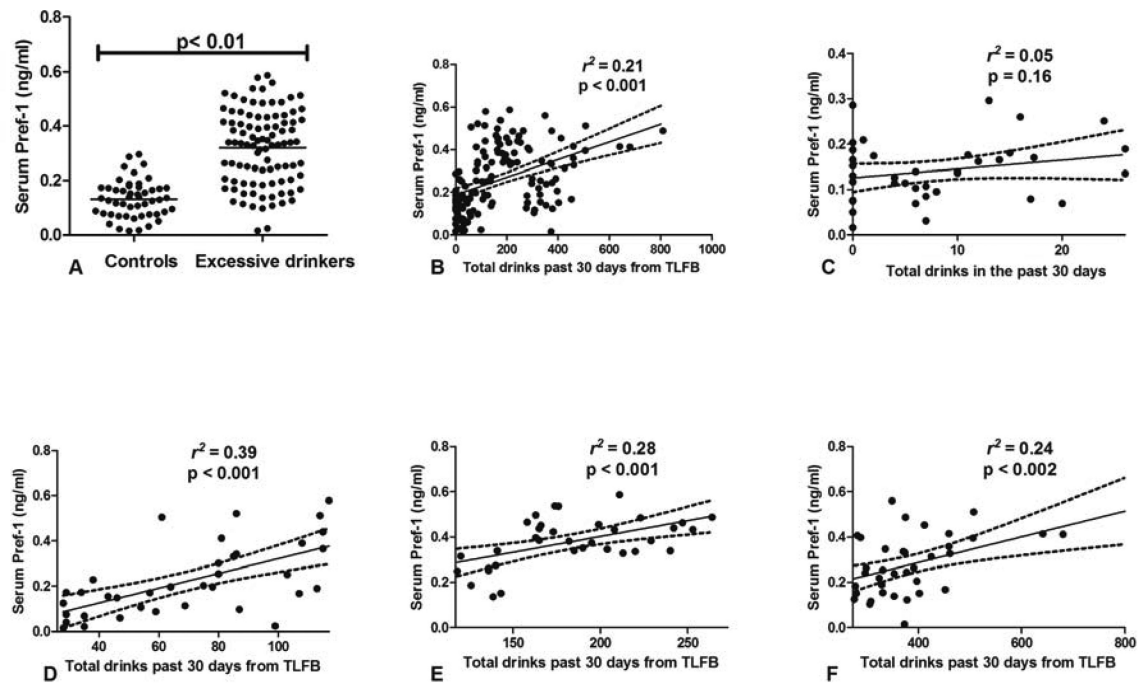 0.8
0.6
0.4
0.2
0.0
Serum Pref-1 (ng/ml)
p< 0.01
A
Controls
Excessive drinkers
0.8
0.6
0.4
0.2
0.0
Serum Pref-1 (ng/ml)
r² = 0.21
p < 0.001
0 200 400 600 800 1000
B
Total drinks past 30 days from TLFB
0.4
0.3
0.2
0.1
0.0
Serum Pref-1 (ng/ml)
r² = 0.05
p = 0.16
0 10 20
C
Total drinks in the past 30 days
0.8
0.6
0.4
0.2
0.0
Serum Pref-1 (ng/ml)
r² = 0.39
p < 0.001
40 60 80 100
D
Total drinks past 30 days from TLFB
0.8
0.6
0.4
0.2
0.0
Serum Pref-1 (ng/ml)
r² = 0.28
p < 0.001
150 200 250
E
Total drinks past 30 days from TLFB
0.8
0.6
0.4
0.2
0.0
Serum Pref-1 (ng/ml)
r² = 0.24
p < 0.002
400 600 800
F
Total drinks past 30 days from TLFB